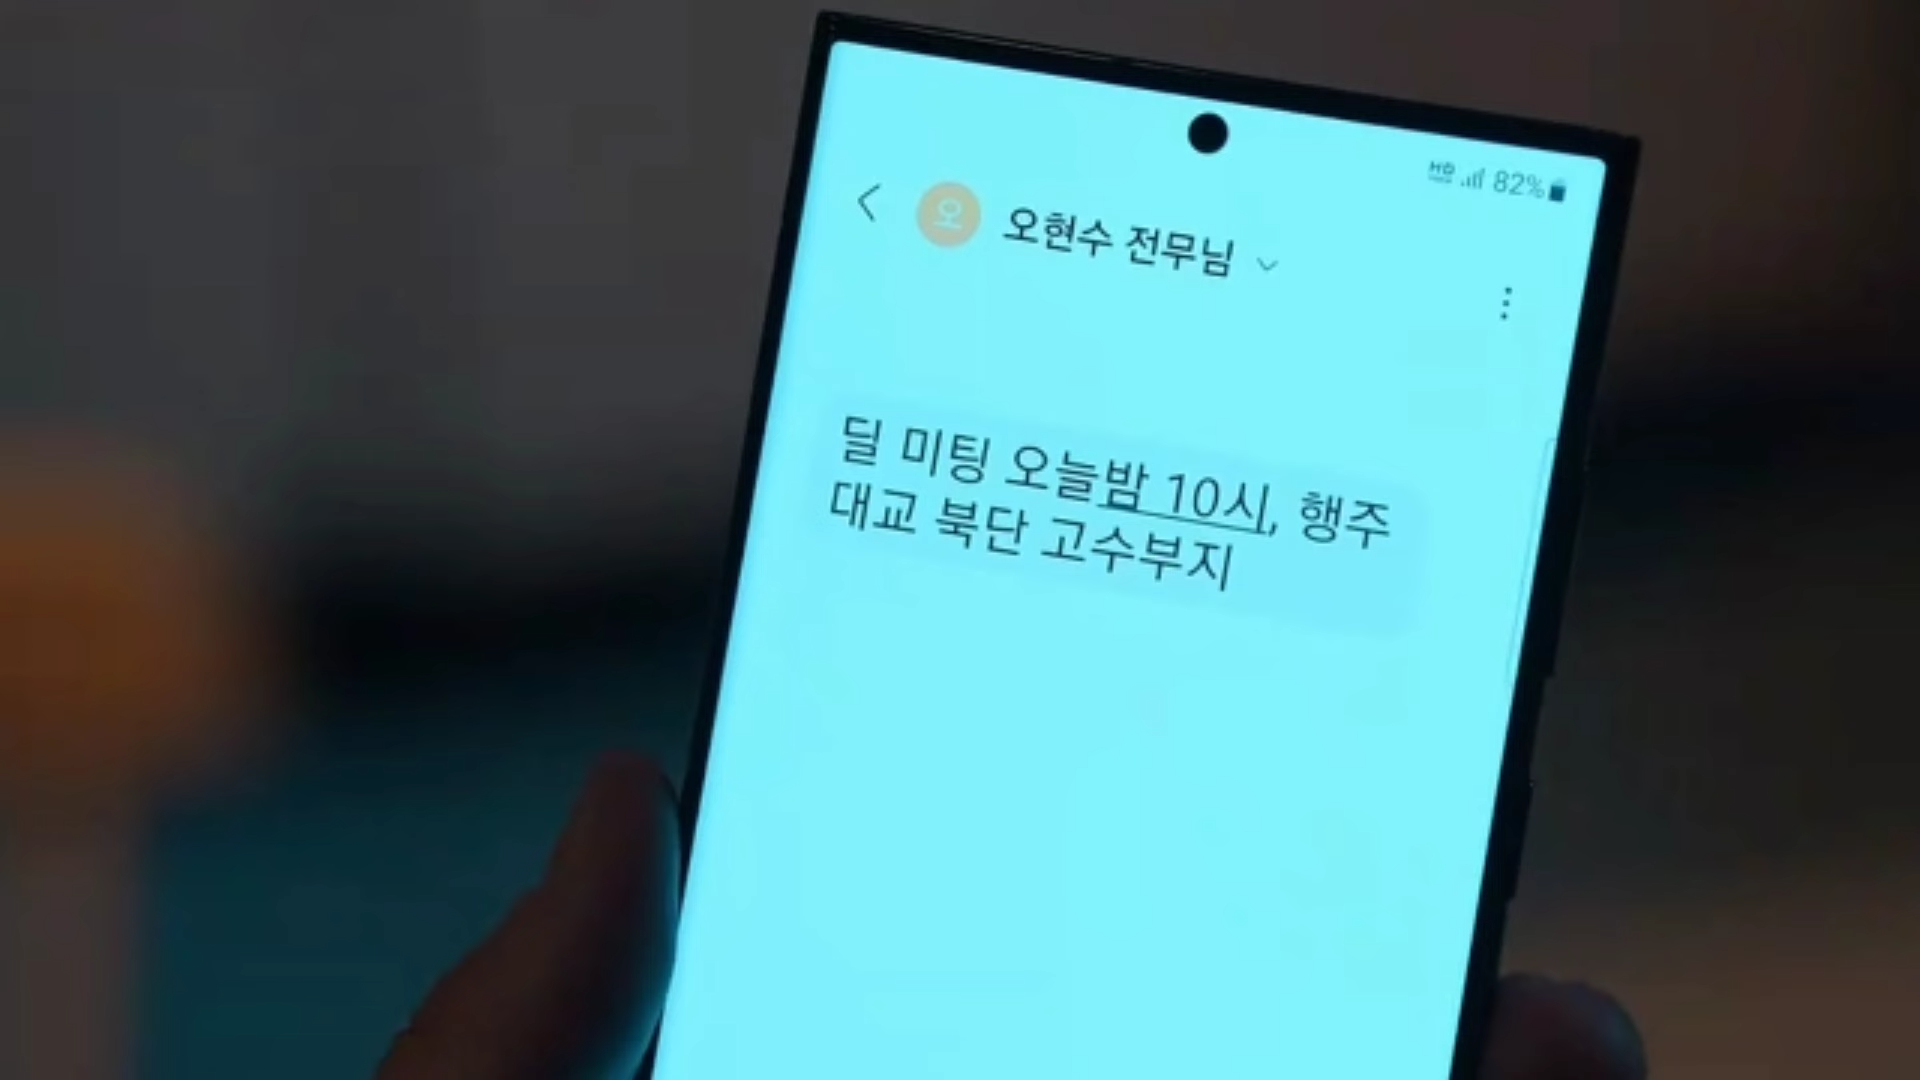 82%
오 오현수 전무님
딜 미팅 오늘밤 10시, 행주
대교 북단 고수부지